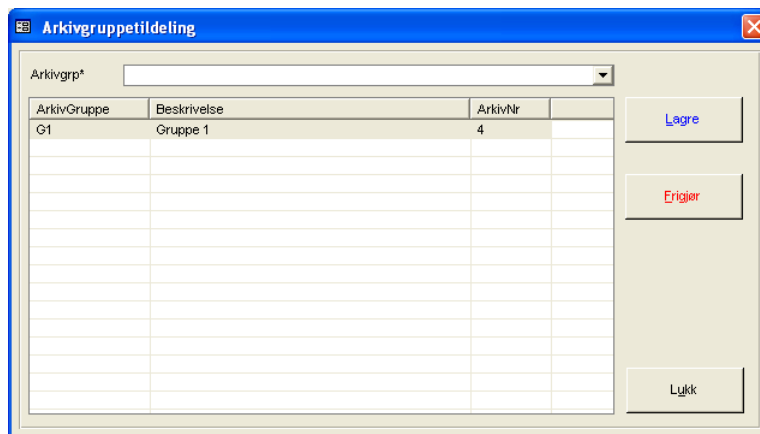 Arkivgruppetildeling
Arkivgrp*
ArkivGruppe Beskrivelse ArkivNr
G1 Gruppe 1 4
Lagre
Frigjør
Lukk